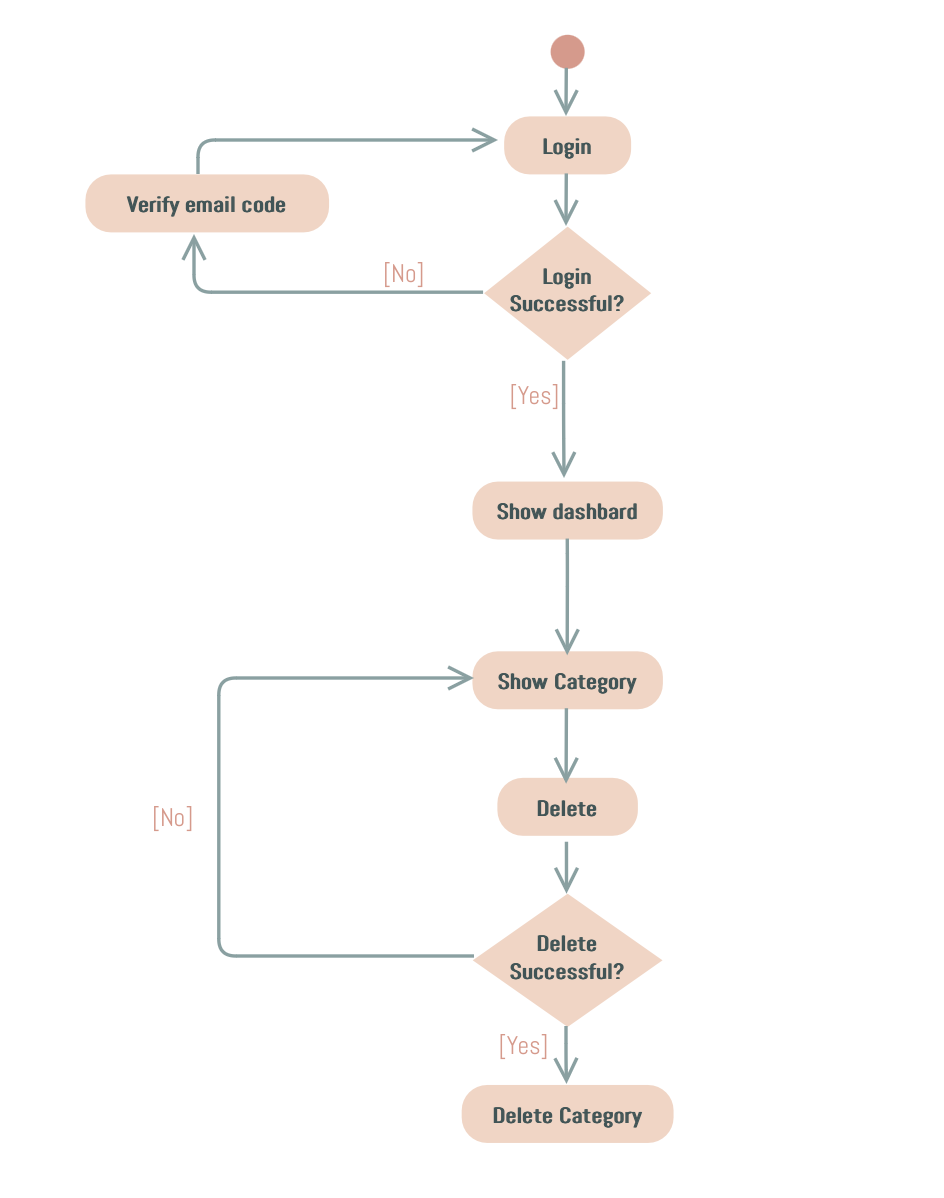 Login
Verify email code
[No]
Login
Successful?
[Yes]
Show dashbard
Show Category
[No]
Delete
Delete
Successful?
[Yes]
Delete Category